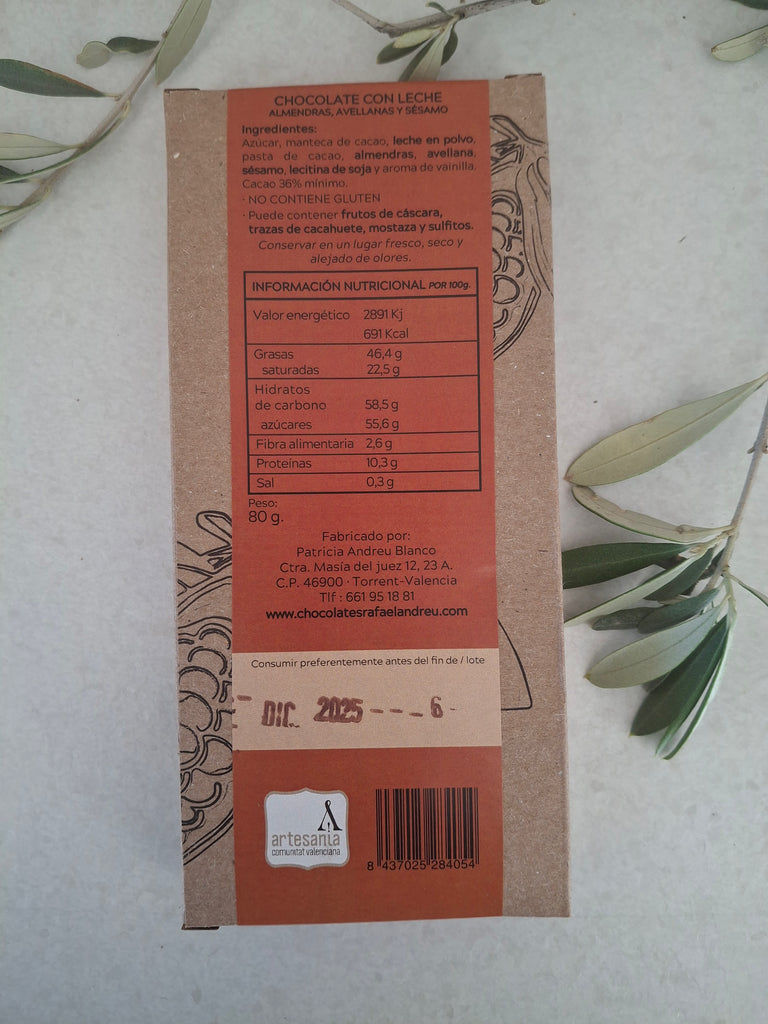 CHOCOLATE CON LECHE
ALMENDRAS, AVELLANAS Y SÉSAMO
Ingredientes:
Azúcar, manteca de cacao, leche en polvo,
pasta de cacao, almendras, avellana,
sésamo, lecitina de soja y aroma de vainilla.
Cacao 36% mínimo.
· NO CONTIENE GLUTEN
· Puede contener frutos de cáscara,
trazas de cacahuete, mostaza y sulfitos.
Conservar en un lugar fresco, seco y
alejado de olores.
INFORMACIÓN NUTRICIONAL POR 100g.
Valor energético 2891 Kj
691 Kcal
Grasas 46,4 g
saturadas 22,5 g
Hidratos
de carbono 58,5 g
azúcares 55,6 g
Fibra alimentaria 2,6 g
Proteínas 10,3 g
Sal 0,3 g
Peso:
80 g.
Fabricado por:
Patricia Andreu Blanco
Ctra. Masía del juez 12, 23 A.
C.P. 46900 · Torrent-Valencia
Tlf : 661 95 18 81
www.chocolatesrafaelandreu.com
Consumir preferentemente antes del fin de / lote
DIC. 2025 - - - 6 -
artesanía
comunitat valenciana
8 437025 284054